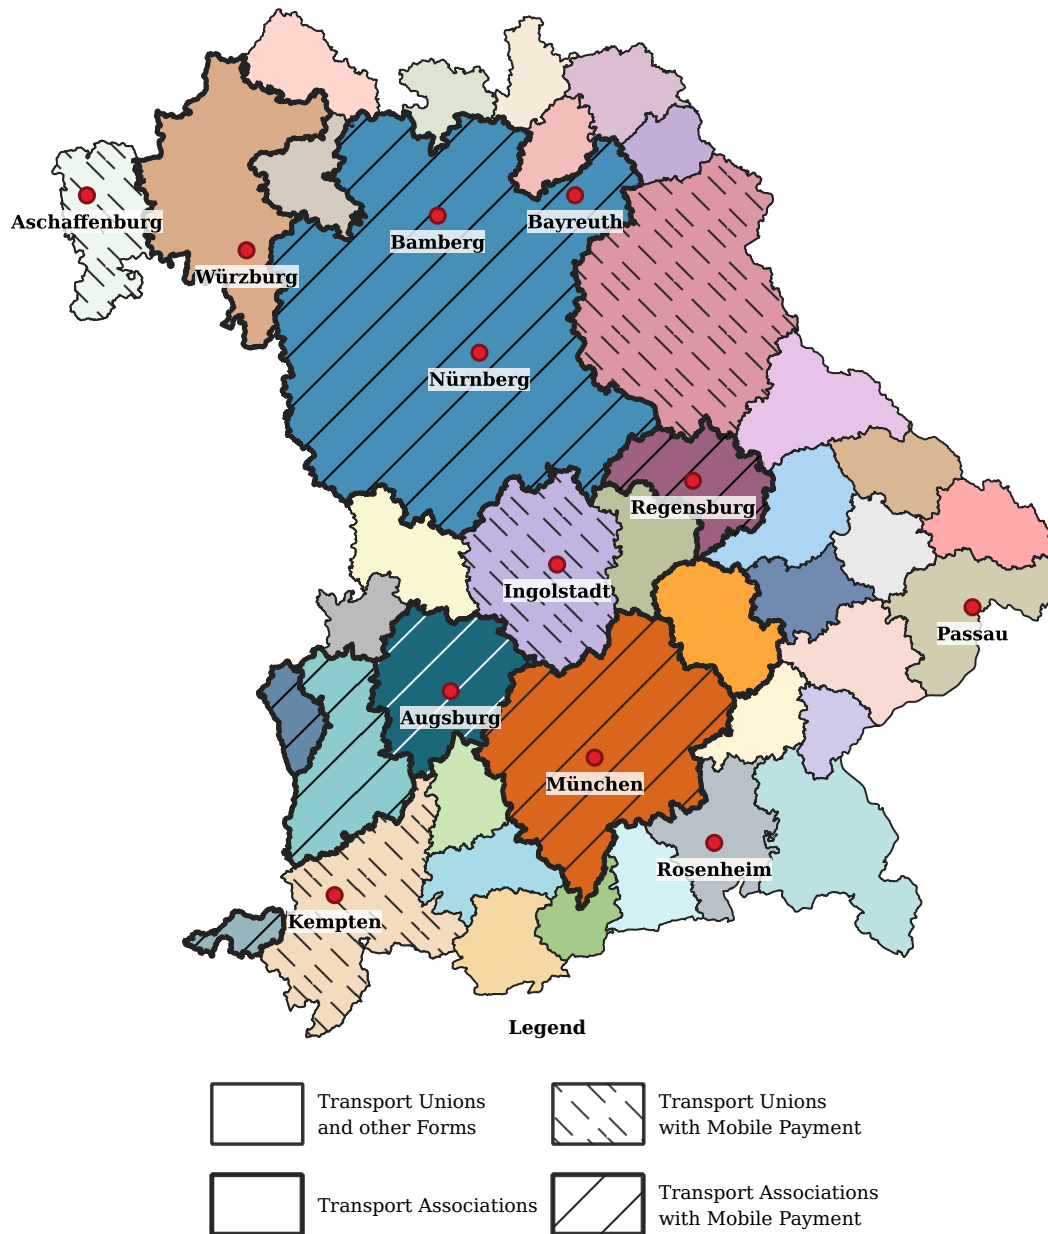 Aschaffenburg
Bayreuth
Bamberg
Würzburg
Nürnberg
Regensburg
Ingolstadt
Passau
Augsburg
München
Rosenheim
Kempten
Legend
Transport Unions
and other Forms
Transport Unions
with Mobile Payment
Transport Associations
Transport Associations
with Mobile Payment